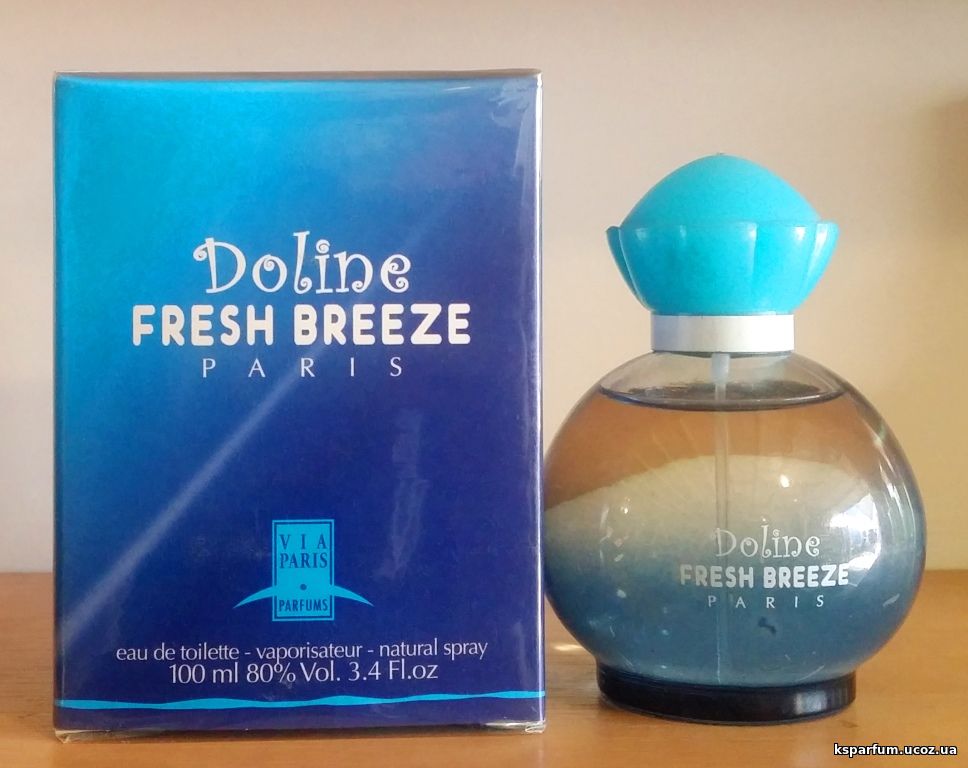 Doline
FRESH BREEZE
PARIS
VIA
PARIS
PARFUMS
eau de toilette - vaporisateur - natural spray
100 ml 80% Vol. 3.4 Fl.oz
Doline
FRESH BREEZE
PARIS
ksparfum.ucoz.ua